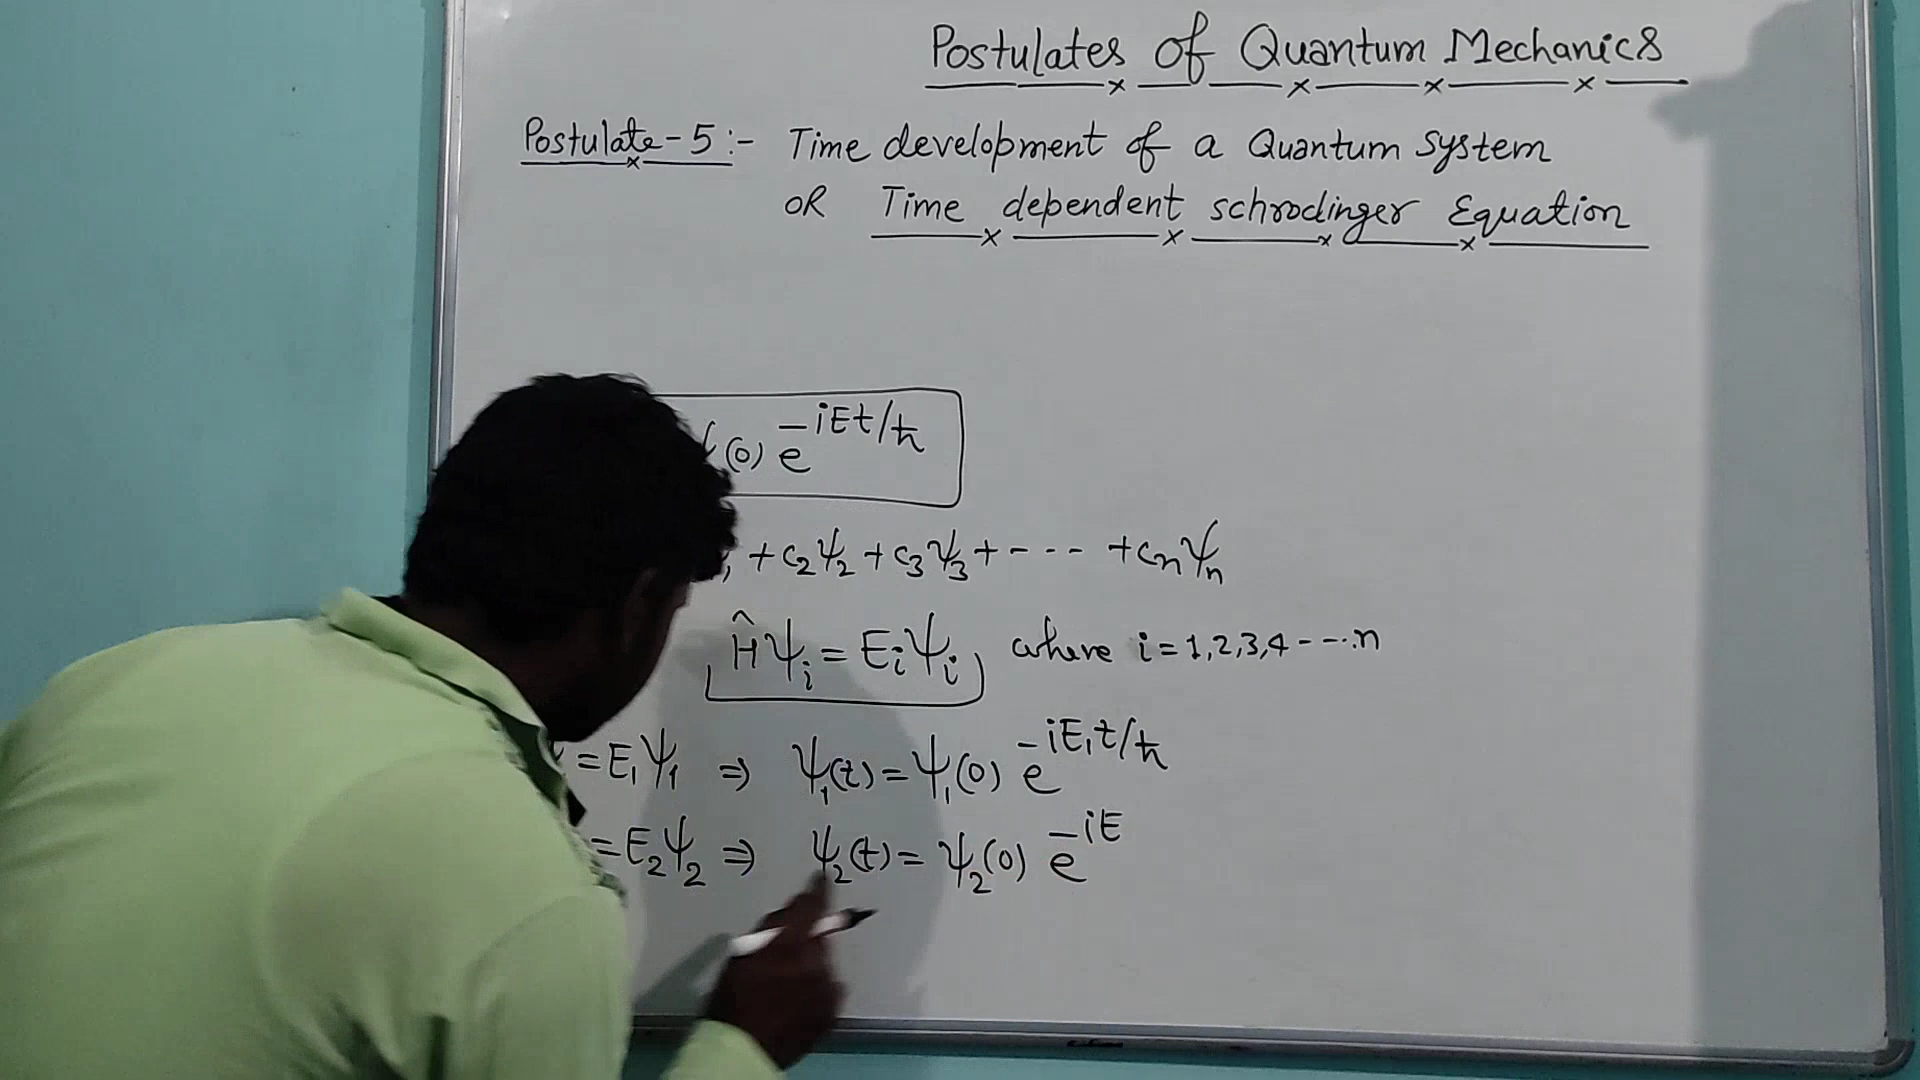 Postulates of Quantum Mechanics
Postulate-5:- Time development of a Quantum System
OR Time dependent schrodinger Equation
(0) e^{-iEt/ħ}
+ c₂ψ₂ + c₃ψ₃ + ---- + cₙψₙ
Ĥψᵢ = Eᵢψᵢ where i = 1,2,3,4 ----n
= E₁ψ₁ ⇒ ψ₁(t) = ψ₁(0) e^{-iE₁t/ħ}
= E₂ψ₂ ⇒ ψ₂(t) = ψ₂(0) e^{-iE}